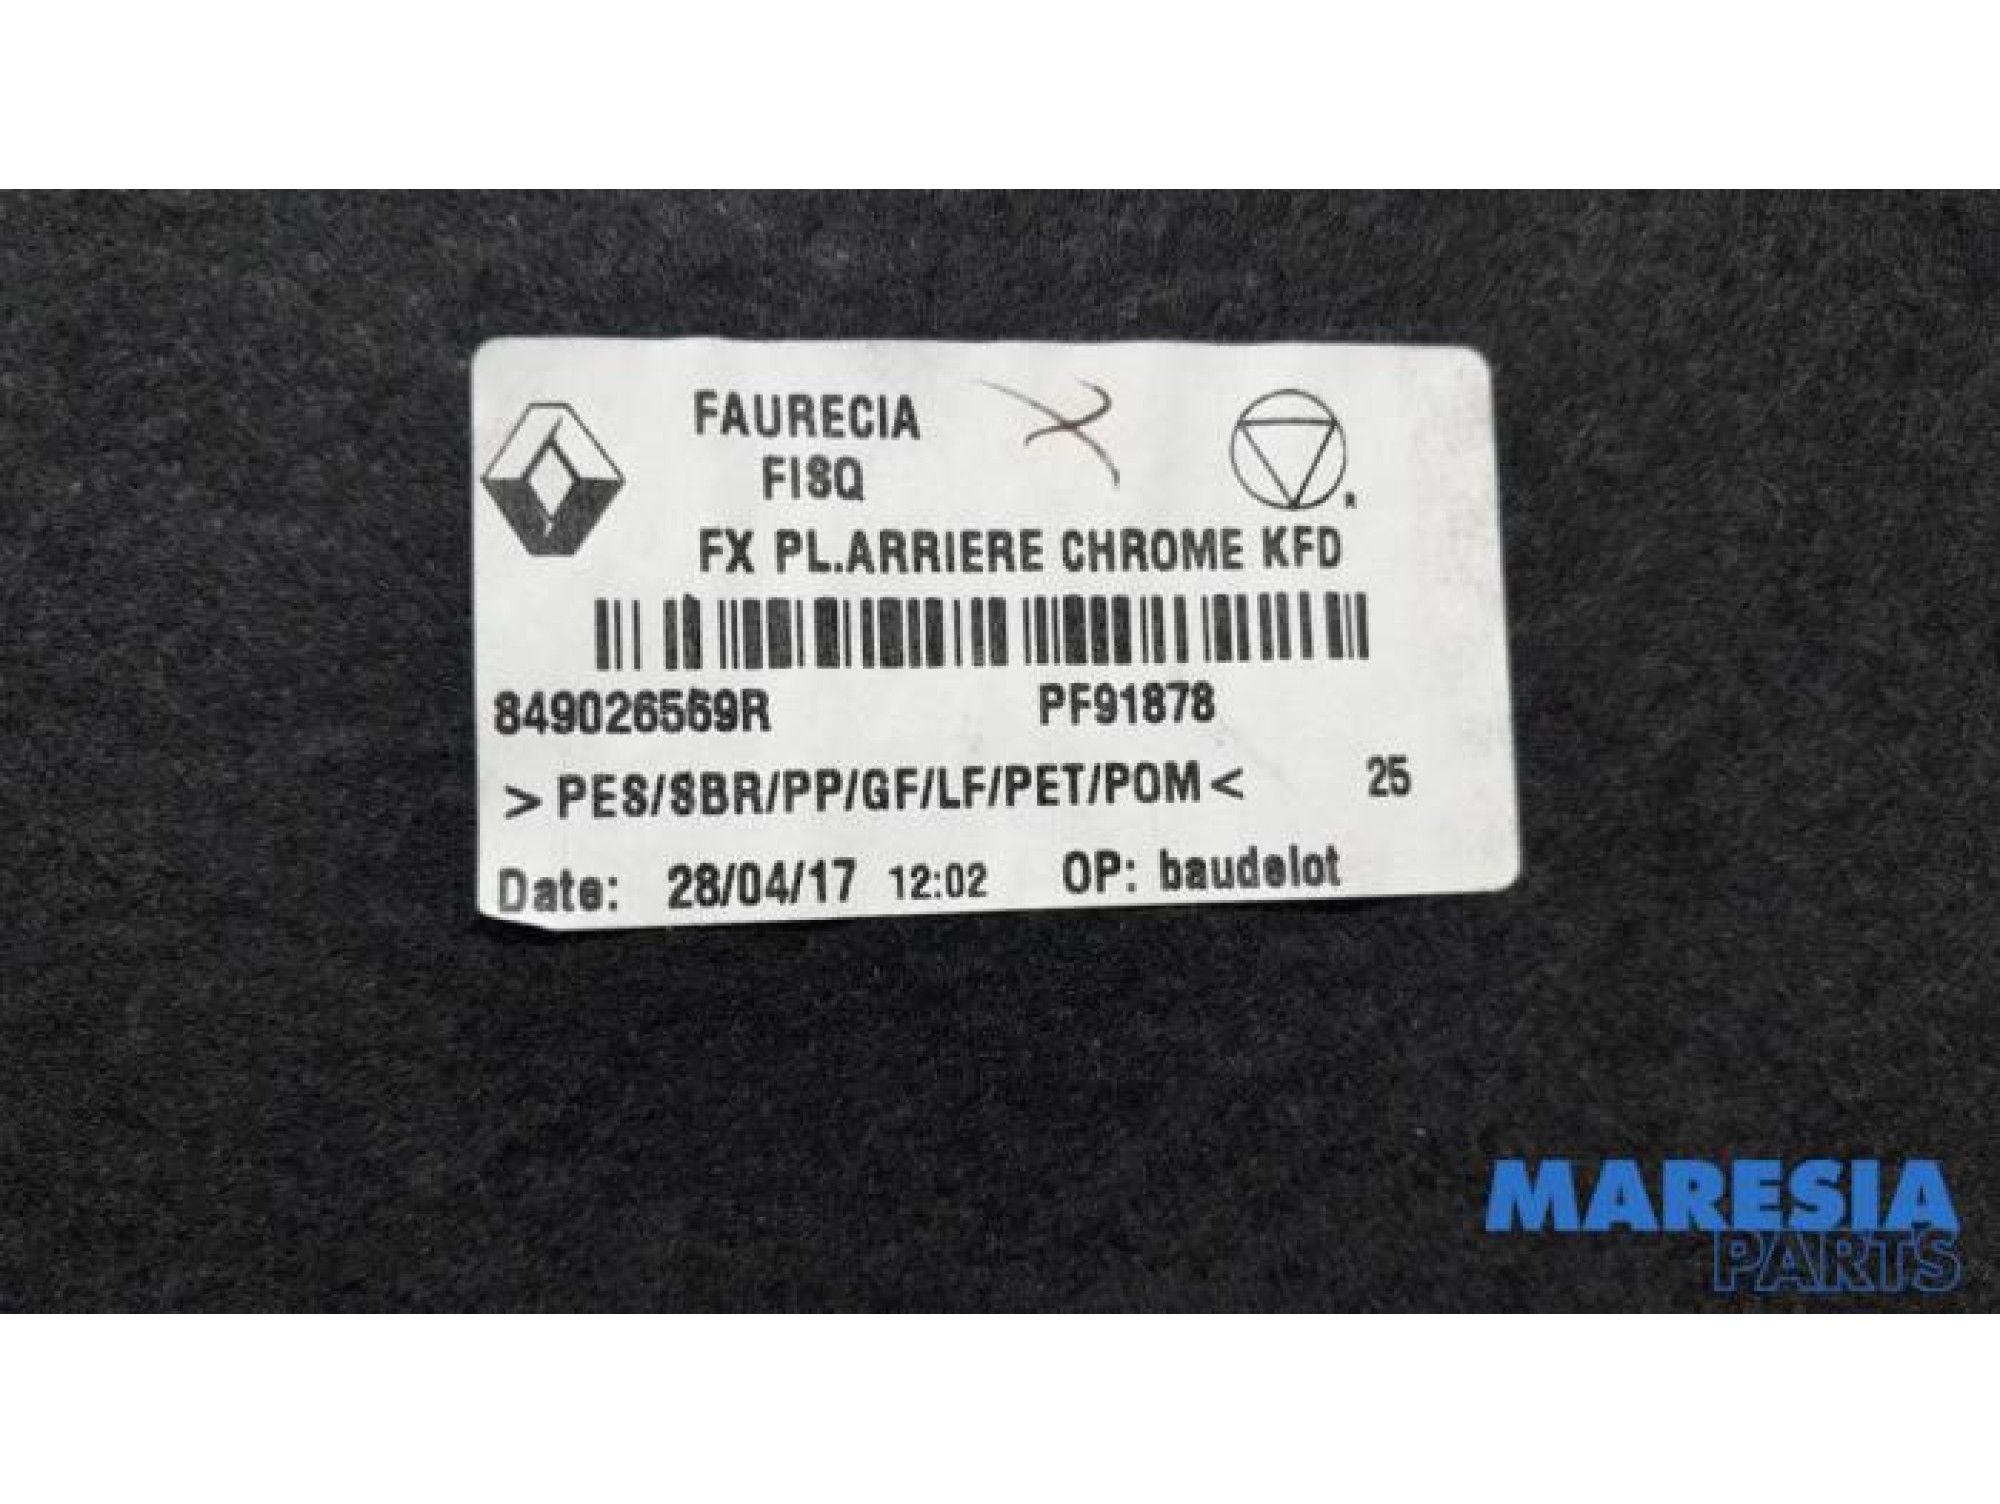 FAURECIA
FISQ
R
FX PL.ARRIERE CHROME KFD
849026569R PF91878
>PES/SBR/PP/GF/LF/PET/POM< 25
Date: 28/04/17 12:02 OP: baudelot
MARESIA
PARTS